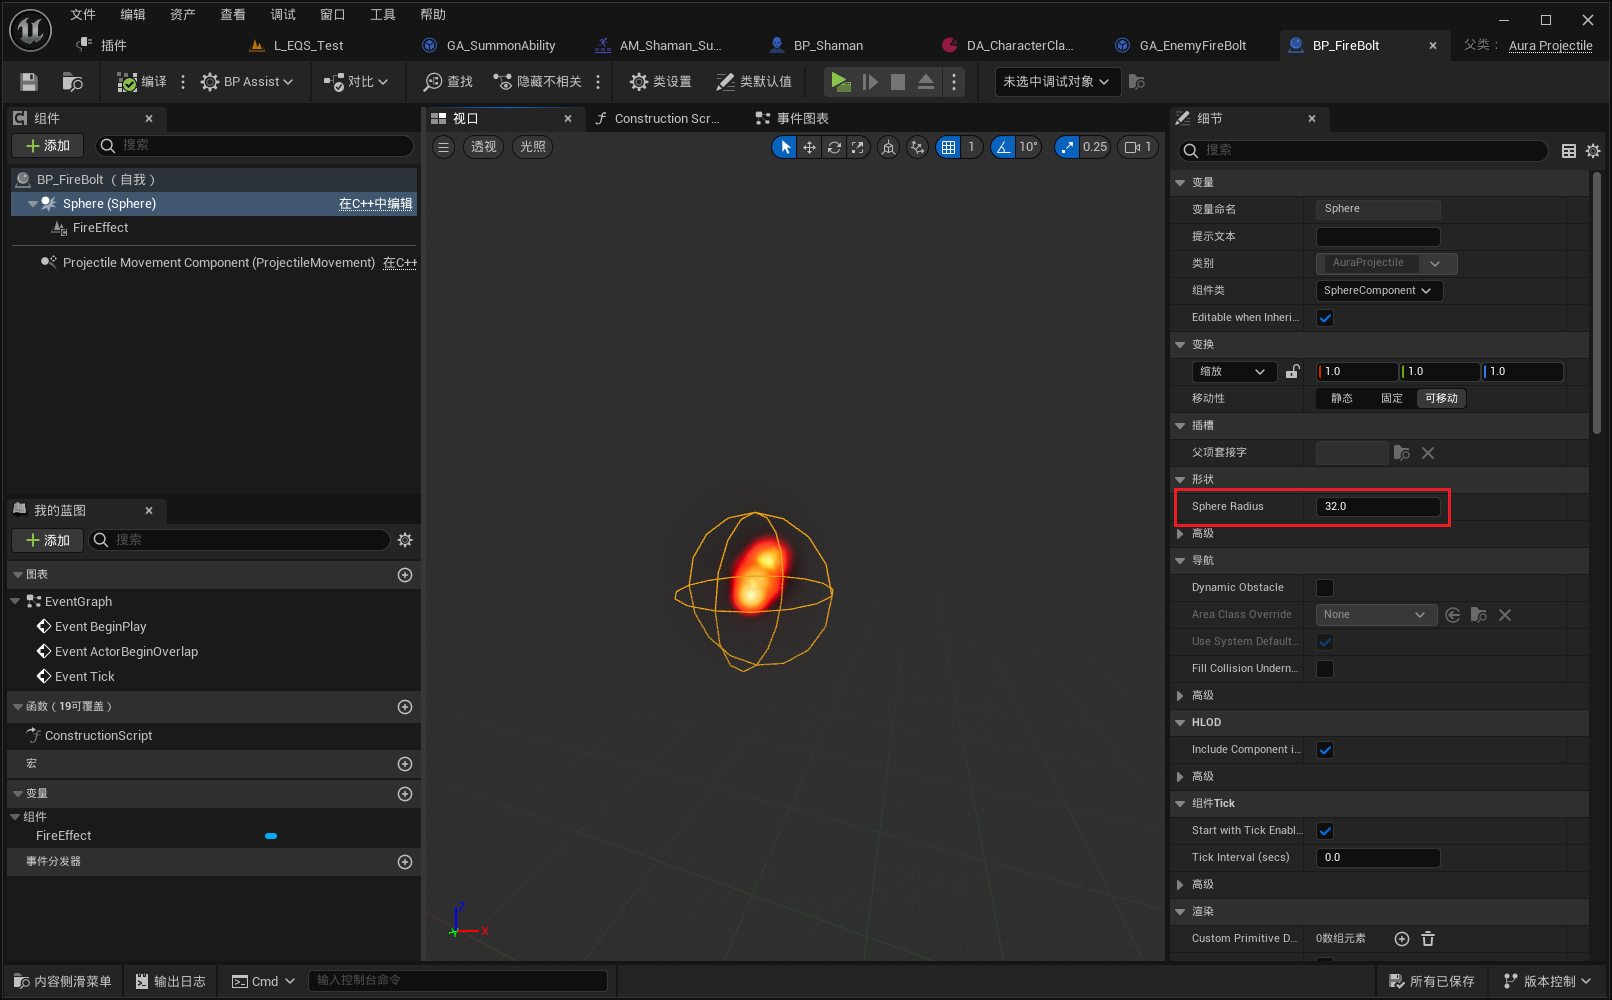 文件 编辑 资产 查看 调试 窗口 工具 帮助
插件 L_EQS_Test GA_SummonAbility AM_Shaman_Su... BP_Shaman DA_CharacterCla... GA_EnemyFireBolt BP_FireBolt 父类： Aura Projectile
编译 BP Assist 对比 查找 隐藏不相关 类设置 类默认值 未选中调试对象
组件
添加 搜索
BP_FireBolt （自我）
Sphere (Sphere) 在C++中编辑
FireEffect
Projectile Movement Component (ProjectileMovement) 在C++
我的蓝图
添加 搜索
图表
EventGraph
Event BeginPlay
Event ActorBeginOverlap
Event Tick
函数（19可覆盖）
ConstructionScript
宏
变量
组件
FireEffect
事件分发器
视口 Construction Scr... 事件图表
透视 光照 1 10° 0.25 1
Z
X
Y
细节
搜索
变量
变量命名 Sphere
提示文本
类别 AuraProjectile
组件类 SphereComponent
Editable when Inheri...
变换
缩放 1.0 1.0 1.0
移动性 静态 固定 可移动
插槽
父项套接字
形状
Sphere Radius 32.0
高级
导航
Dynamic Obstacle
Area Class Override None
Use System Default...
Fill Collision Undern...
高级
HLOD
Include Component i...
高级
组件Tick
Start with Tick Enabl...
Tick Interval (secs) 0.0
高级
渲染
Custom Primitive D... 0数组元素
内容侧滑菜单 输出日志 Cmd 输入控制台命令 所有已保存 版本控制